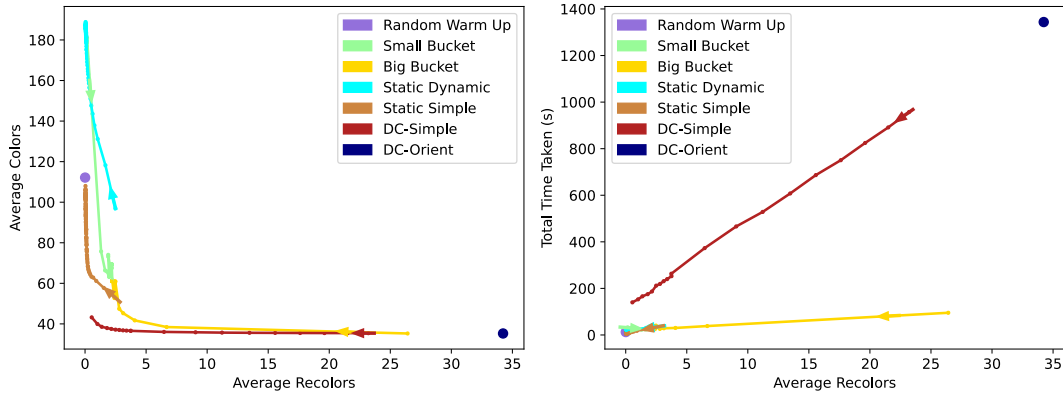 180
160
140
120
100
80
60
40
Average Colors
0
5
10
15
20
25
30
35
Average Recolors
Random Warm Up
Small Bucket
Big Bucket
Static Dynamic
Static Simple
DC-Simple
DC-Orient
1400
1200
1000
800
600
400
200
0
Total Time Taken (s)
0
5
10
15
20
25
30
35
Average Recolors
Random Warm Up
Small Bucket
Big Bucket
Static Dynamic
Static Simple
DC-Simple
DC-Orient